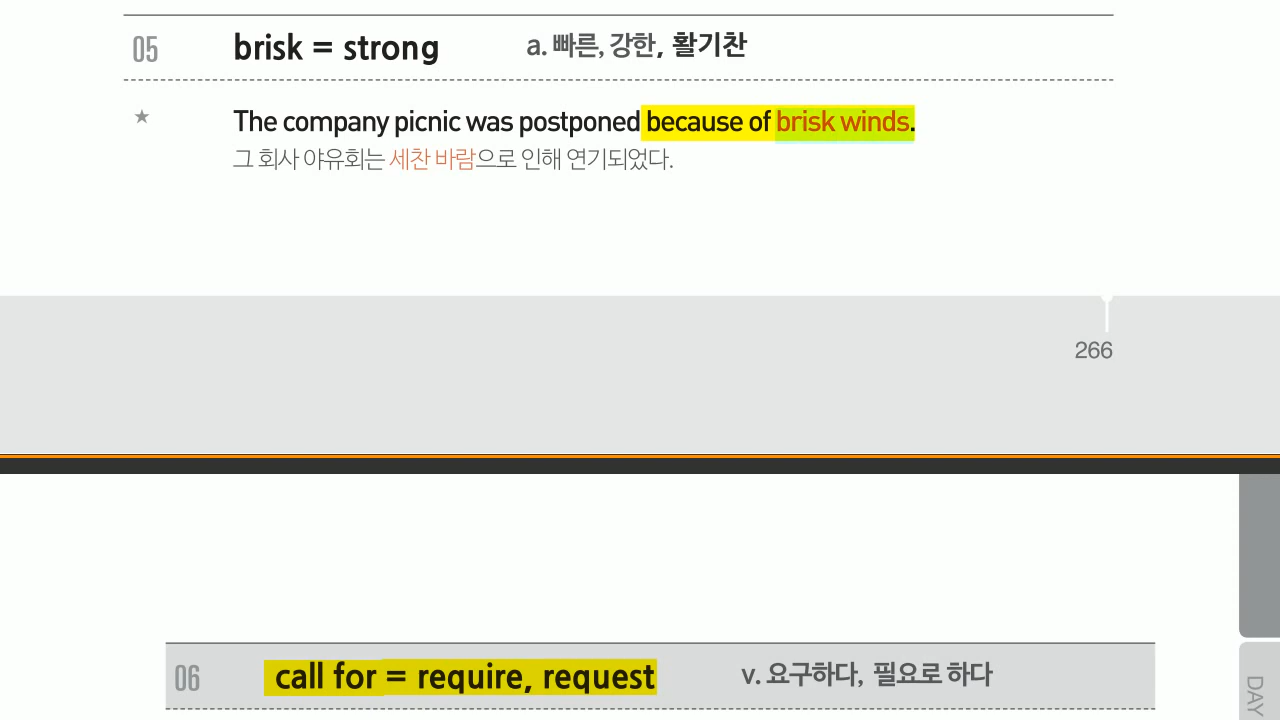 05 brisk = strong a. 빠른, 강한, 활기찬
★ The company picnic was postponed because of brisk winds.
그 회사 야유회는 세찬 바람으로 인해 연기되었다.
266
06 call for = require, request v. 요구하다, 필요로 하다
DAY